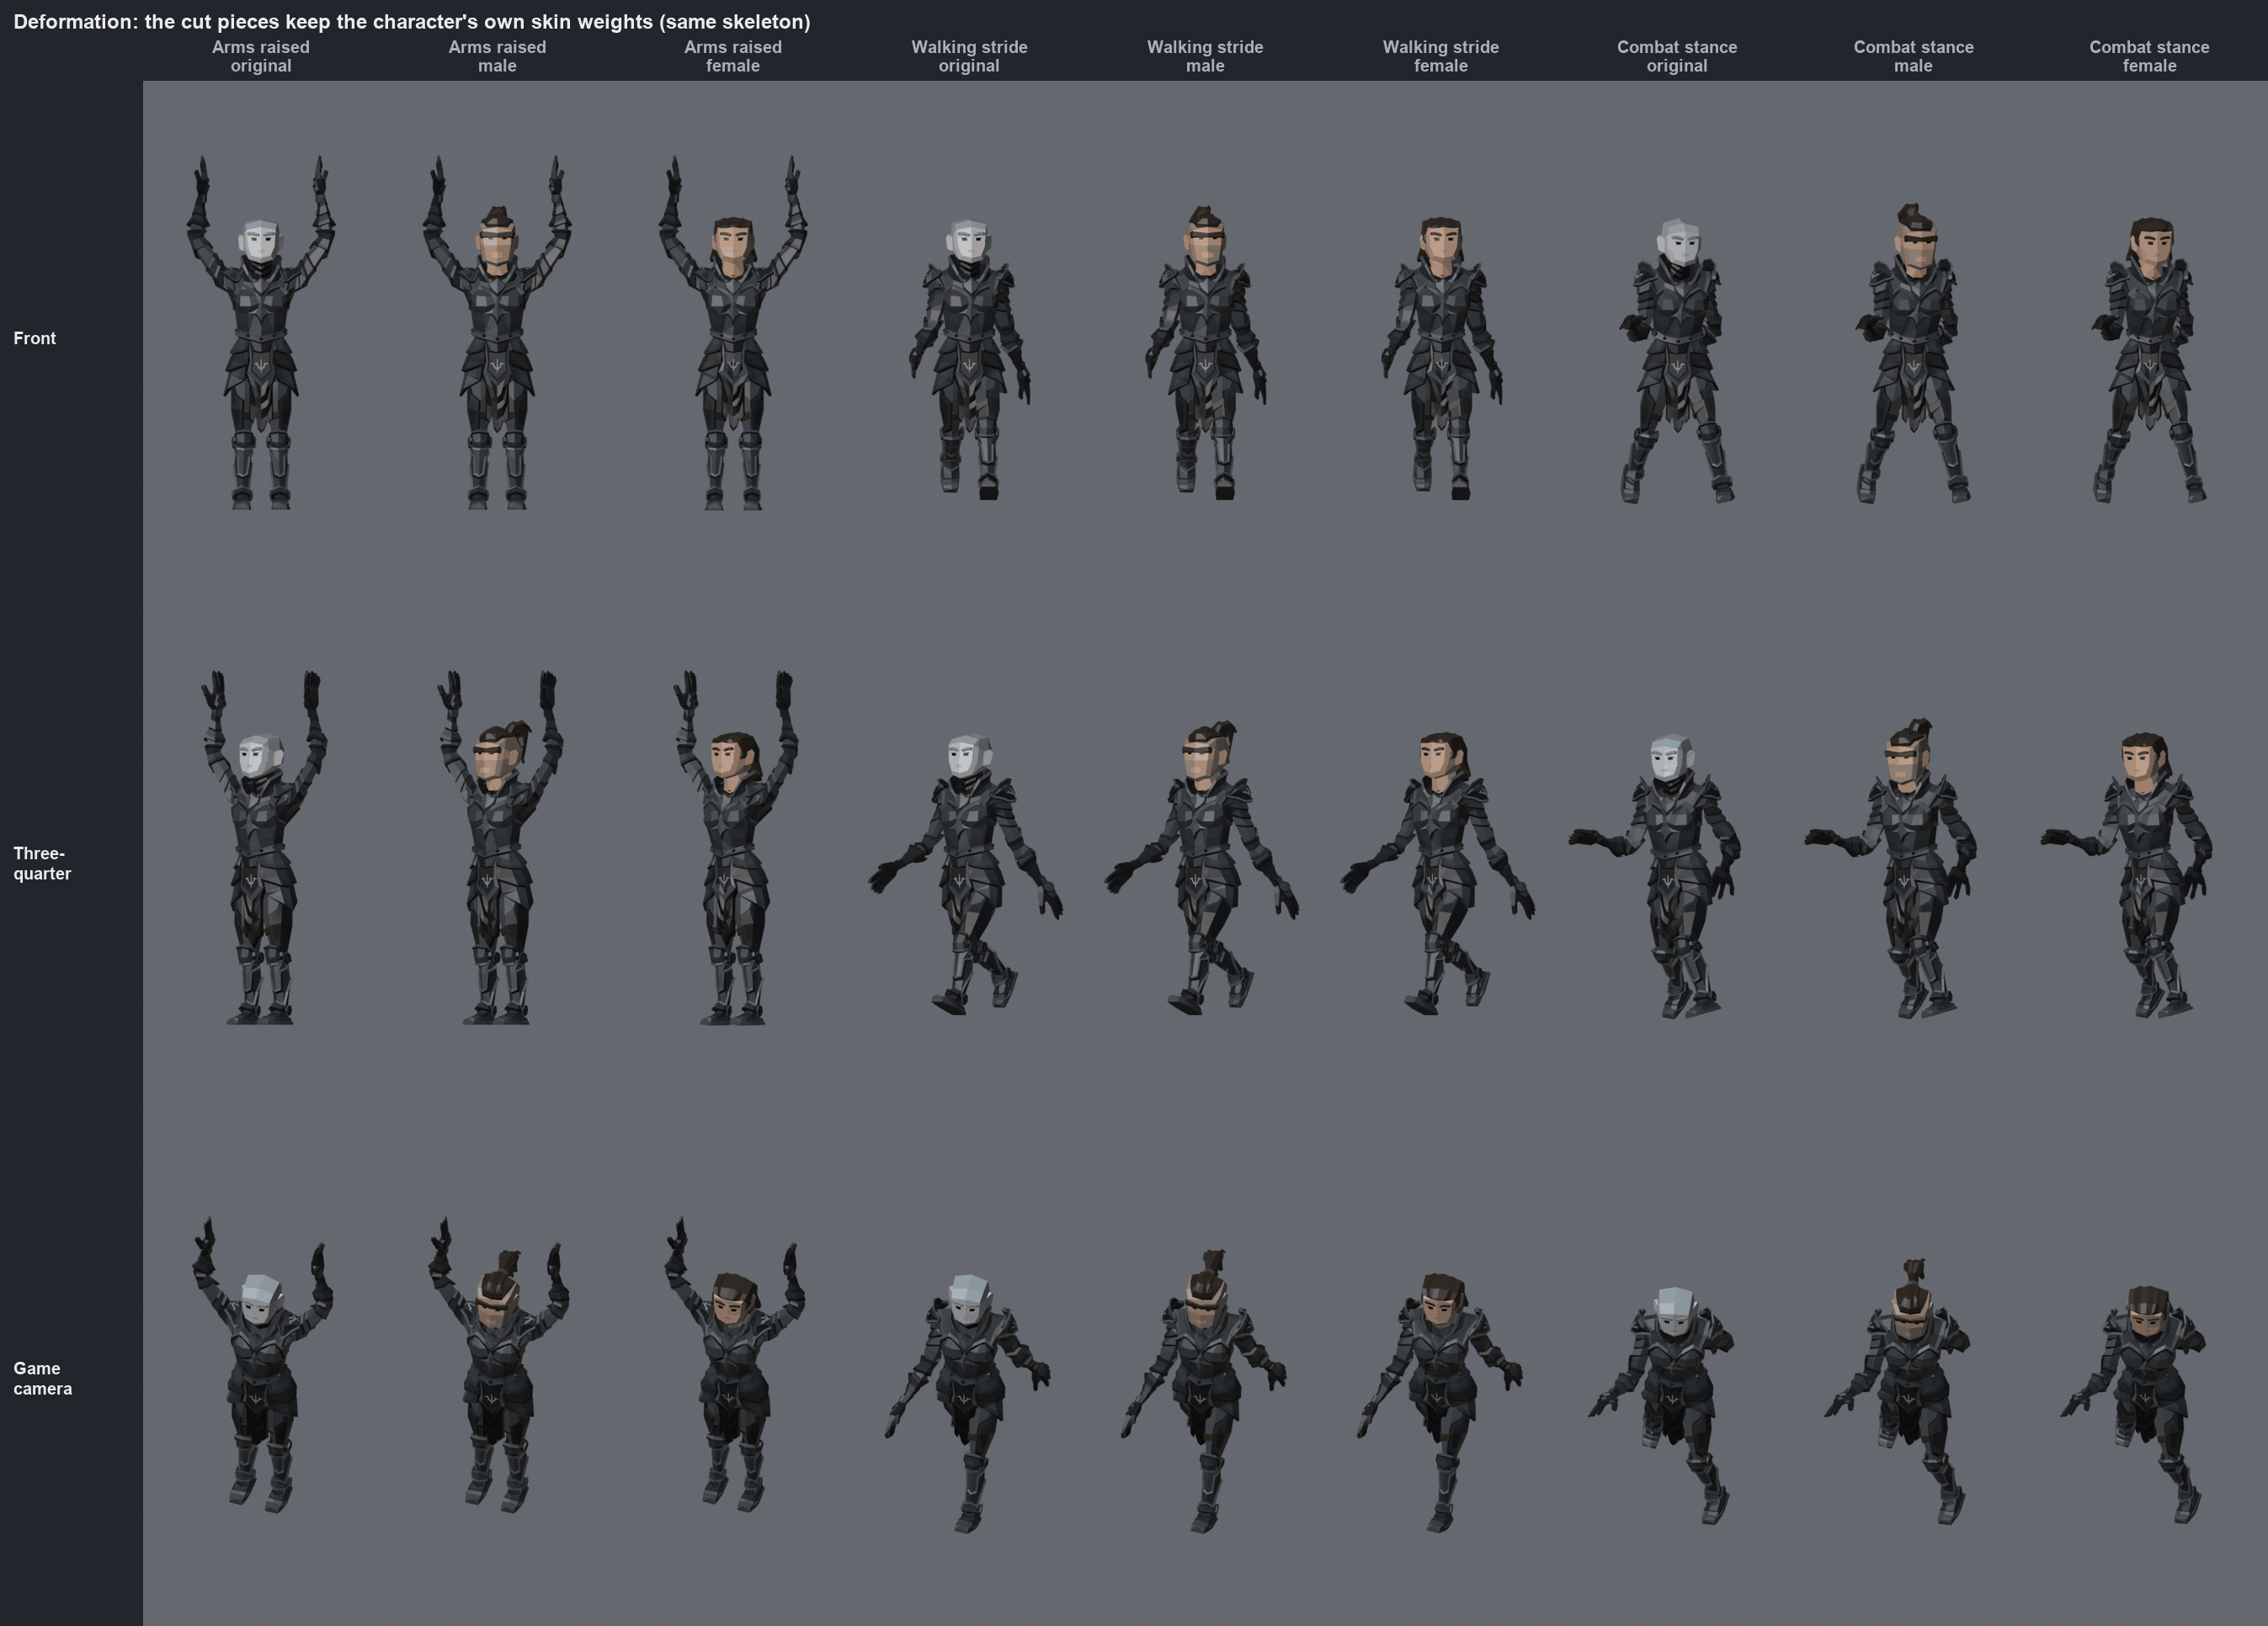 Deformation: the cut pieces keep the character's own skin weights (same skeleton)
Arms raised
original
Arms raised
male
Arms raised
female
Walking stride
original
Walking stride
male
Walking stride
female
Combat stance
original
Combat stance
male
Combat stance
female
Front
Three-
quarter
Game
camera